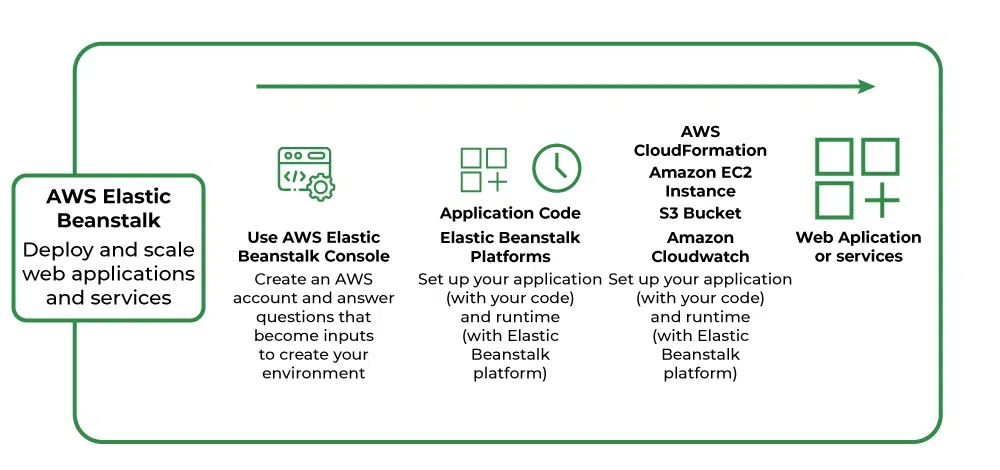 AWS Elastic
Beanstalk
Deploy and scale
web applications
and services
Use AWS Elastic
Beanstalk Console
Create an AWS
account and answer
questions that
become inputs
to create your
environment
Application Code
Elastic Beanstalk
Platforms
Set up your application
(with your code)
and runtime
(with Elastic
Beanstalk
platform)
AWS
CloudFormation
Amazon EC2
Instance
S3 Bucket
Amazon
Cloudwatch
Set up your application
(with your code)
and runtime
(with Elastic
Beanstalk
platform)
Web Aplication
or services